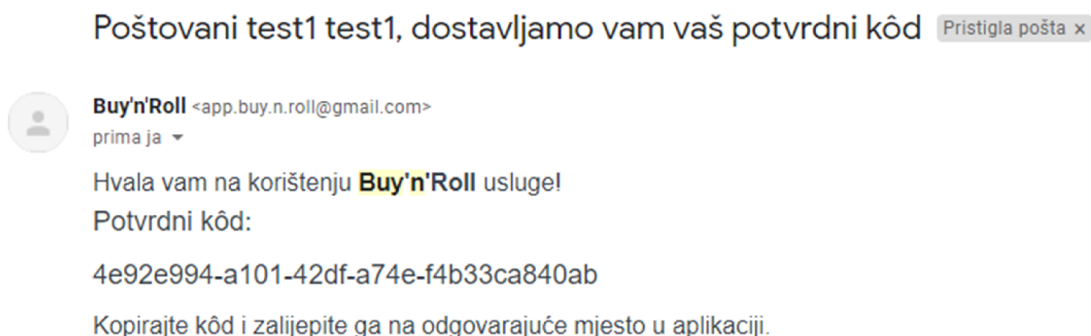 Poštovani test1 test1, dostavljamo vam vaš potvrdni kôd Pristigla pošta ×
Buy'n'Roll <app.buy.n.roll@gmail.com>
prima ja
Hvala vam na korištenju Buy'n'Roll usluge!
Potvrdni kôd:
4e92e994-a101-42df-a74e-f4b33ca840ab
Kopirajte kôd i zalijepite ga na odgovarajuće mjesto u aplikaciji.